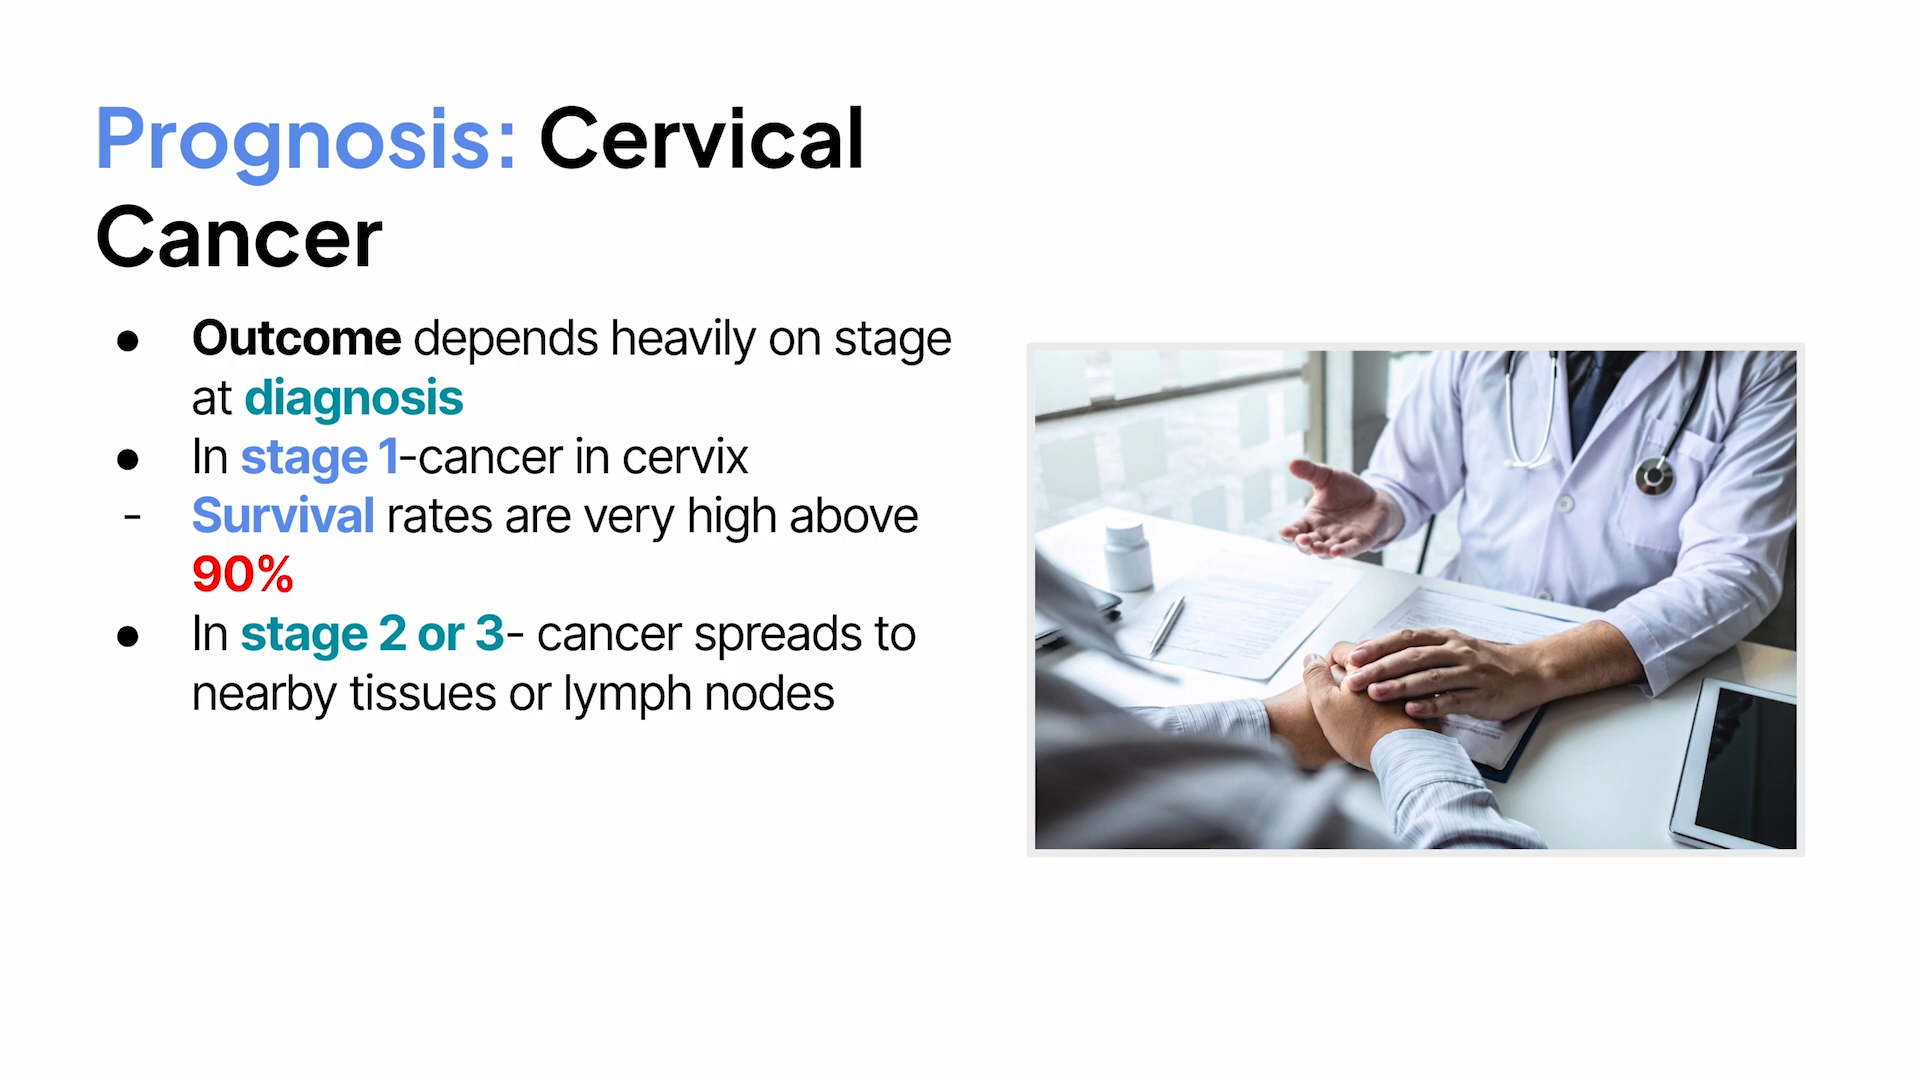 Prognosis: Cervical
Cancer
● Outcome depends heavily on stage
at diagnosis
● In stage 1-cancer in cervix
- Survival rates are very high above
90%
● In stage 2 or 3- cancer spreads to
nearby tissues or lymph nodes